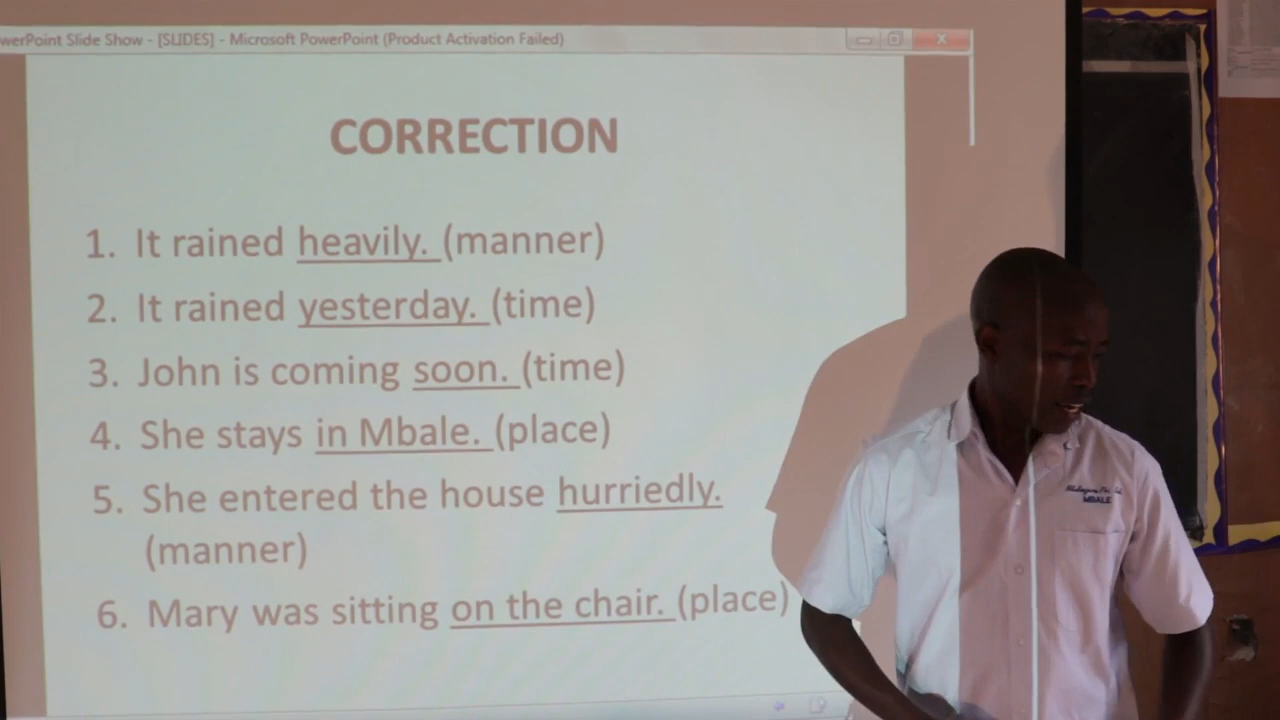 werPoint Slide Show - [SLIDES] - Microsoft PowerPoint (Product Activation Failed)
CORRECTION
1. It rained heavily. (manner)
2. It rained yesterday. (time)
3. John is coming soon. (time)
4. She stays in Mbale. (place)
5. She entered the house hurriedly.
(manner)
6. Mary was sitting on the chair. (place)
MBALE